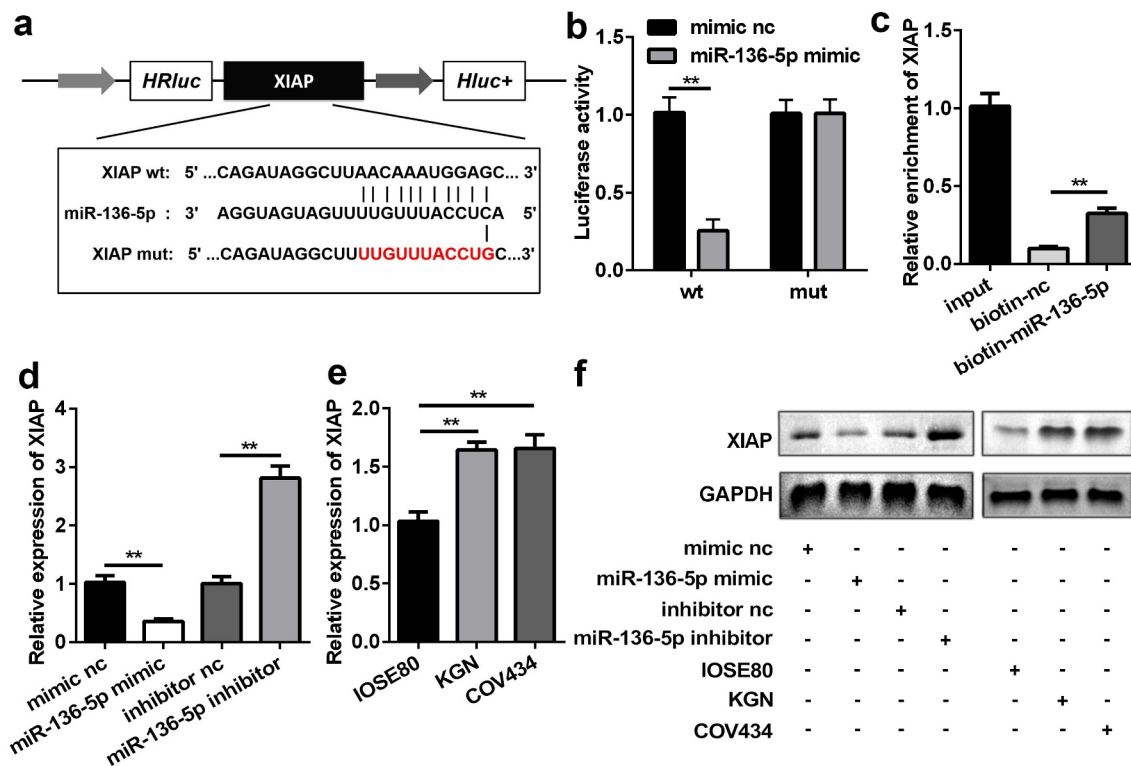 a
HRluc XIAP Hluc+
XIAP wt: 5' ...CAGAUAGGCUUAACAAAUGGAGC... 3'
miR-136-5p : 3' AGGUAGUAGUUUUGUUUACCUCA 5'
XIAP mut: 5' ...CAGAUAGGCUUUUGUUUACCUGC...3'
b
mimic nc
miR-136-5p mimic
Luciferase activity
1.5
1.0
0.5
0.0
**
wt mut
c
Relative enrichment of XIAP
1.5
1.0
0.5
0.0
**
input
biotin-nc
biotin-miR-136-5p
d
Relative expression of XIAP
4
3
2
1
0
**
**
mimic nc
miR-136-5p mimic
inhibitor nc
miR-136-5p inhibitor
e
Relative expression of XIAP
2.0
1.5
1.0
0.5
0.0
**
**
IOSE80
KGN
COV434
f
XIAP
GAPDH
mimic nc + - - - - - -
miR-136-5p mimic - + - - - - -
inhibitor nc - - + - - - -
miR-136-5p inhibitor - - - + - - -
IOSE80 - - - - + - -
KGN - - - - - + -
COV434 - - - - - - +